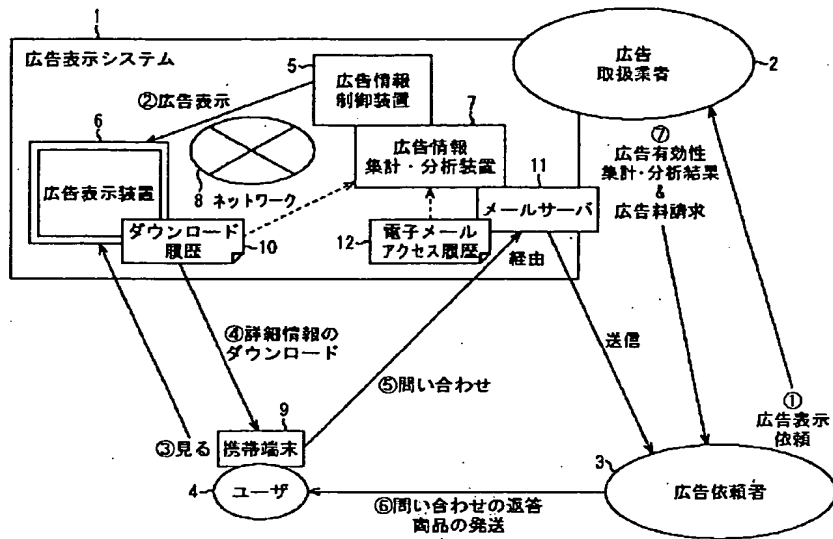 1
広告表示システム
5
広告情報
制御装置
広告
取扱業者
2
②広告表示
7
6
広告情報
集計・分析装置
⑦
広告有効性
集計・分析結果
&
広告料請求
広告表示装置
8 ネットワーク
11
メールサーバ
ダウンロード
履歴
10
12
電子メール
アクセス履歴
経由
④詳細情報の
ダウンロード
送信
⑤問い合わせ
①
広告表示
依頼
9
③見る
携帯端末
3
4
ユーザ
広告依頼者
⑥問い合わせの返答
商品の発送